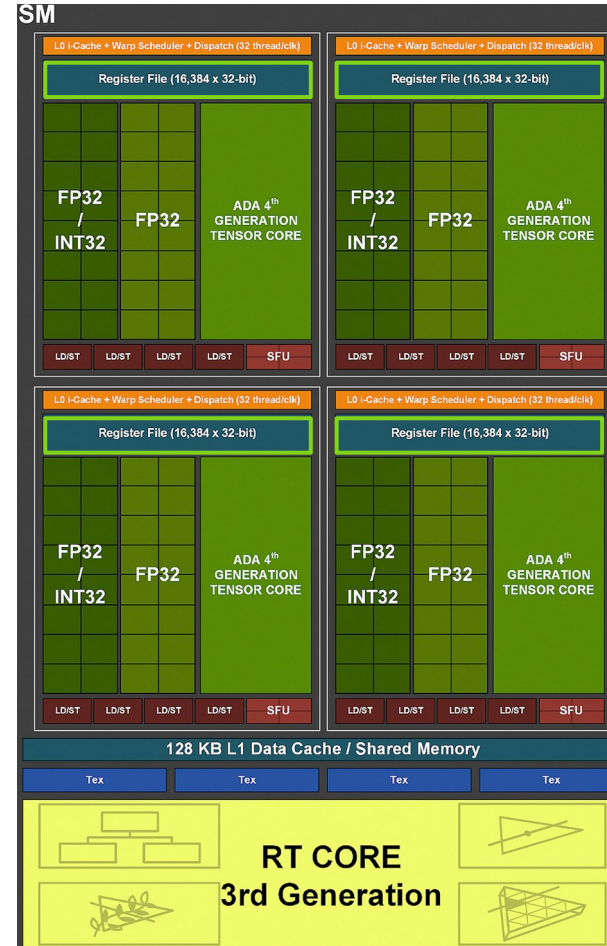 SM
L0 i-Cache + Warp Scheduler + Dispatch (32 thread/clk)
Register File (16,384 x 32-bit)
FP32
/
INT32
FP32
ADA 4th
GENERATION
TENSOR CORE
LD/ST LD/ST LD/ST LD/ST SFU
L0 i-Cache + Warp Scheduler + Dispatch (32 thread/clk)
Register File (16,384 x 32-bit)
FP32
/
INT32
FP32
ADA 4th
GENERATION
TENSOR CORE
LD/ST LD/ST LD/ST LD/ST SFU
L0 i-Cache + Warp Scheduler + Dispatch (32 thread/clk)
Register File (16,384 x 32-bit)
FP32
/
INT32
FP32
ADA 4th
GENERATION
TENSOR CORE
LD/ST LD/ST LD/ST LD/ST SFU
L0 i-Cache + Warp Scheduler + Dispatch (32 thread/clk)
Register File (16,384 x 32-bit)
FP32
/
INT32
FP32
ADA 4th
GENERATION
TENSOR CORE
LD/ST LD/ST LD/ST LD/ST SFU
128 KB L1 Data Cache / Shared Memory
Tex Tex Tex Tex
RT CORE
3rd Generation